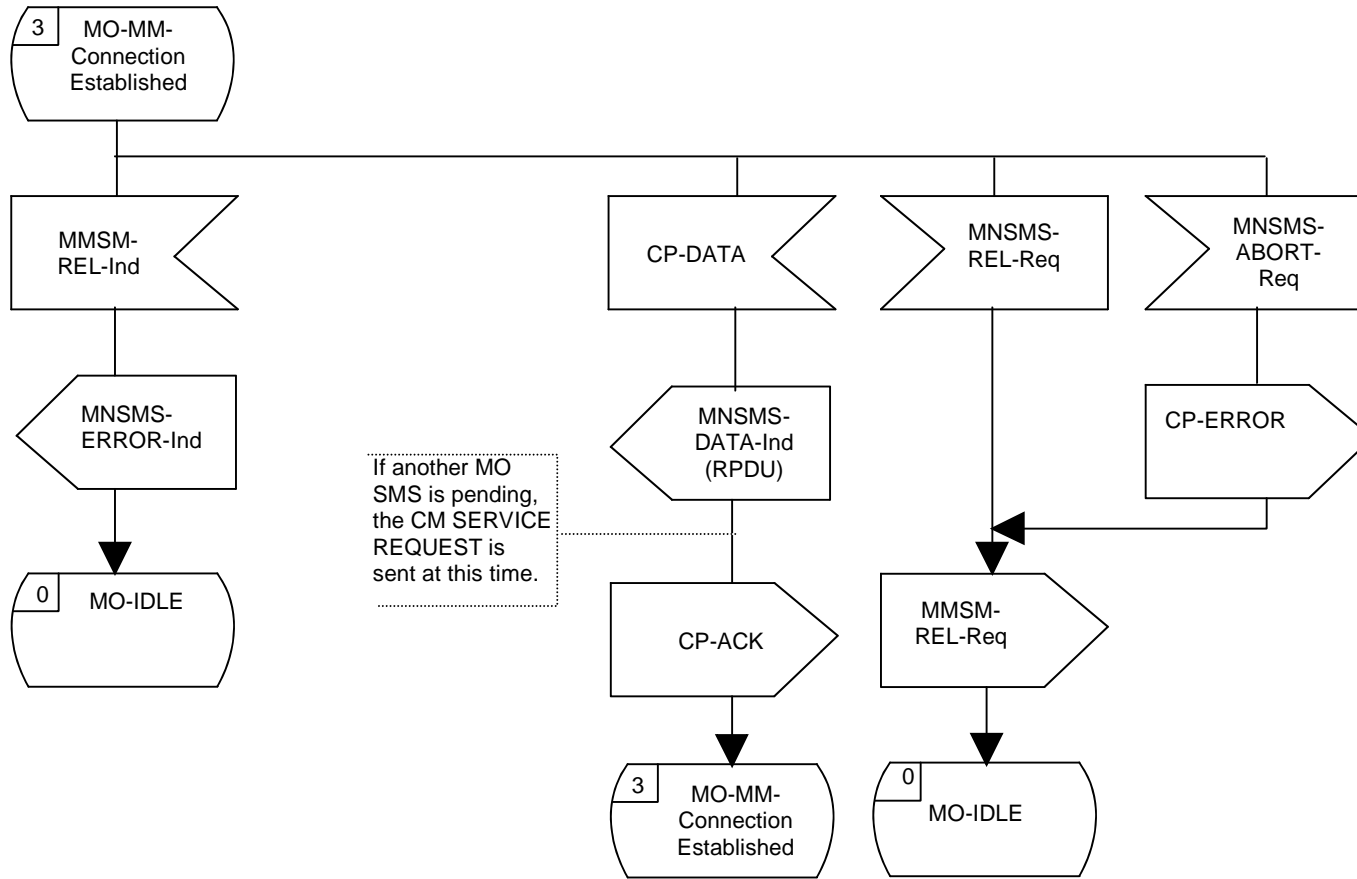 3
MO-MM-
Connection
Established
MMSM-
REL-Ind
CP-DATA
MNSMS-
REL-Req
MNSMS-
ABORT-
Req
MNSMS-
ERROR-Ind
MNSMS-
DATA-Ind
(RPDU)
CP-ERROR
If another MO
SMS is pending,
the CM SERVICE
REQUEST is
sent at this time.
0
MO-IDLE
CP-ACK
MMSM-
REL-Req
3
MO-MM-
Connection
Established
0
MO-IDLE